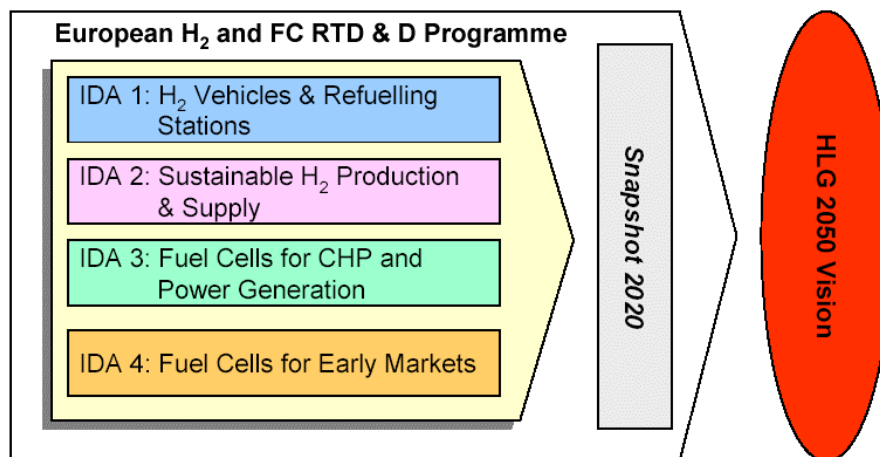 European H₂ and FC RTD & D Programme
IDA 1: H₂ Vehicles & Refuelling
Stations
IDA 2: Sustainable H₂ Production
& Supply
IDA 3: Fuel Cells for CHP and
Power Generation
IDA 4: Fuel Cells for Early Markets
Snapshot 2020
HLG 2050 Vision